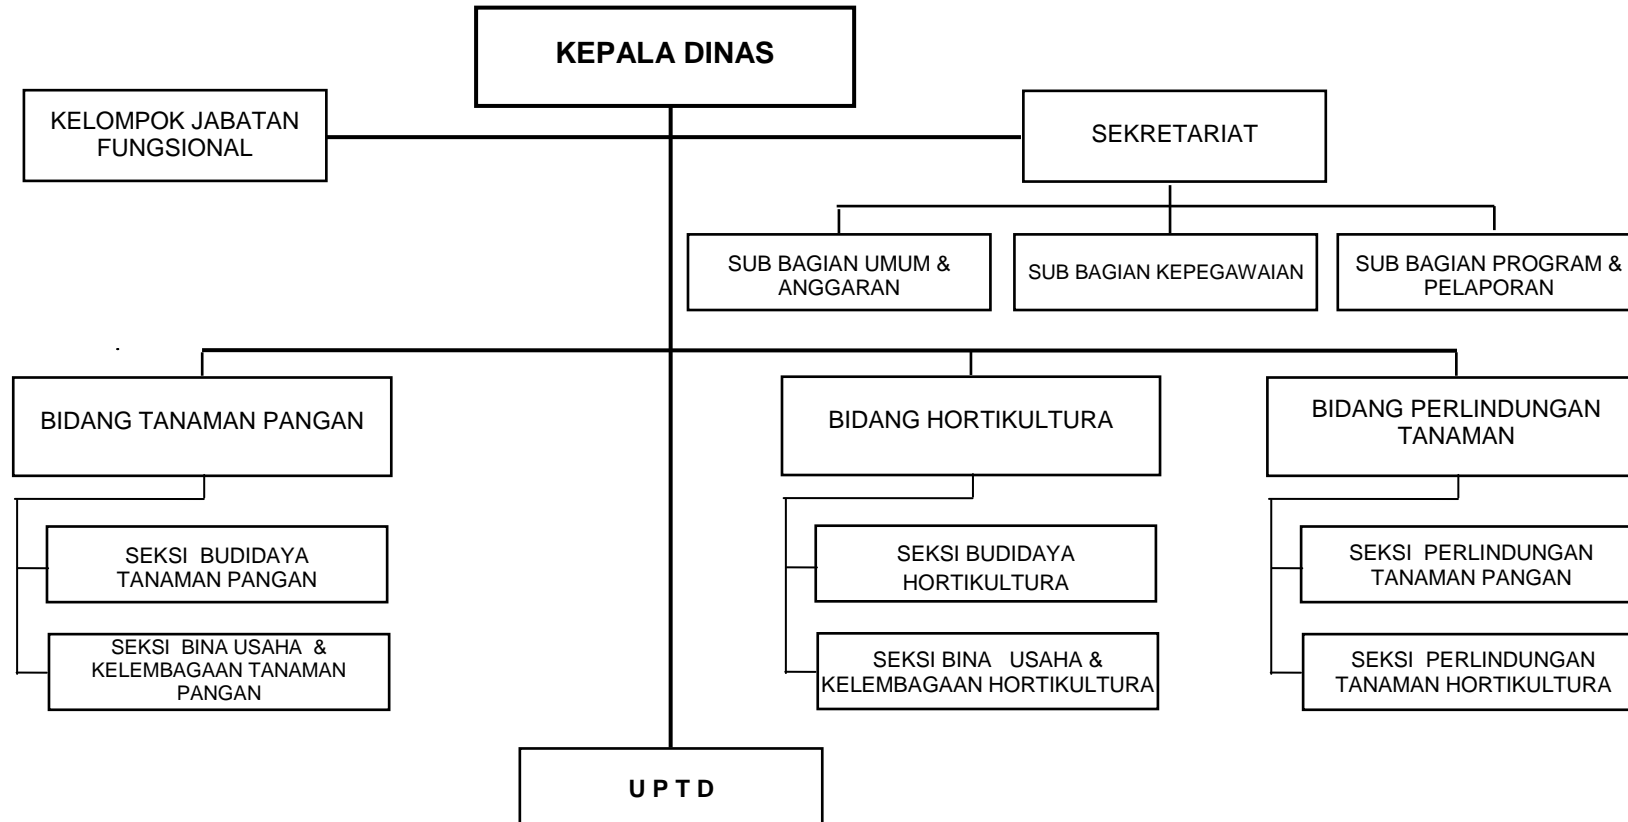 KEPALA DINAS
KELOMPOK JABATAN
FUNGSIONAL
SEKRETARIAT
SUB BAGIAN UMUM &
ANGGARAN
SUB BAGIAN KEPEGAWAIAN
SUB BAGIAN PROGRAM &
PELAPORAN
.
BIDANG TANAMAN PANGAN
BIDANG HORTIKULTURA
BIDANG PERLINDUNGAN
TANAMAN
SEKSI BUDIDAYA
TANAMAN PANGAN
SEKSI BUDIDAYA
HORTIKULTURA
SEKSI PERLINDUNGAN
TANAMAN PANGAN
SEKSI BINA USAHA &
KELEMBAGAAN TANAMAN
PANGAN
SEKSI BINA USAHA &
KELEMBAGAAN HORTIKULTURA
SEKSI PERLINDUNGAN
TANAMAN HORTIKULTURA
U P T D